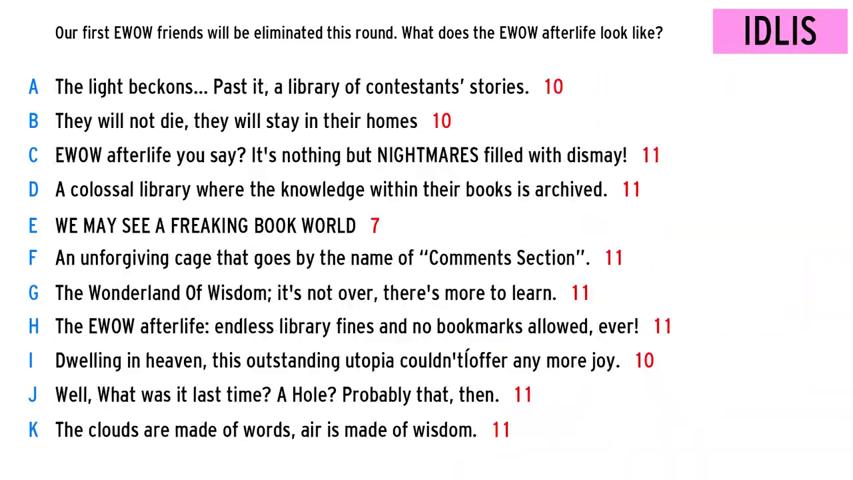 Our first EWOW friends will be eliminated this round. What does the EWOW afterlife look like?
IDLIS
A The light beckons... Past it, a library of contestants' stories. 10
B They will not die, they will stay in their homes 10
C EWOW afterlife you say? It's nothing but NIGHTMARES filled with dismay! 11
D A colossal library where the knowledge within their books is archived. 11
E WE MAY SEE A FREAKING BOOK WORLD 7
F An unforgiving cage that goes by the name of “Comments Section”. 11
G The Wonderland Of Wisdom; it's not over, there's more to learn. 11
H The EWOW afterlife: endless library fines and no bookmarks allowed, ever! 11
I Dwelling in heaven, this outstanding utopia couldn'tÍoffer any more joy. 10
J Well, What was it last time? A Hole? Probably that, then. 11
K The clouds are made of words, air is made of wisdom. 11